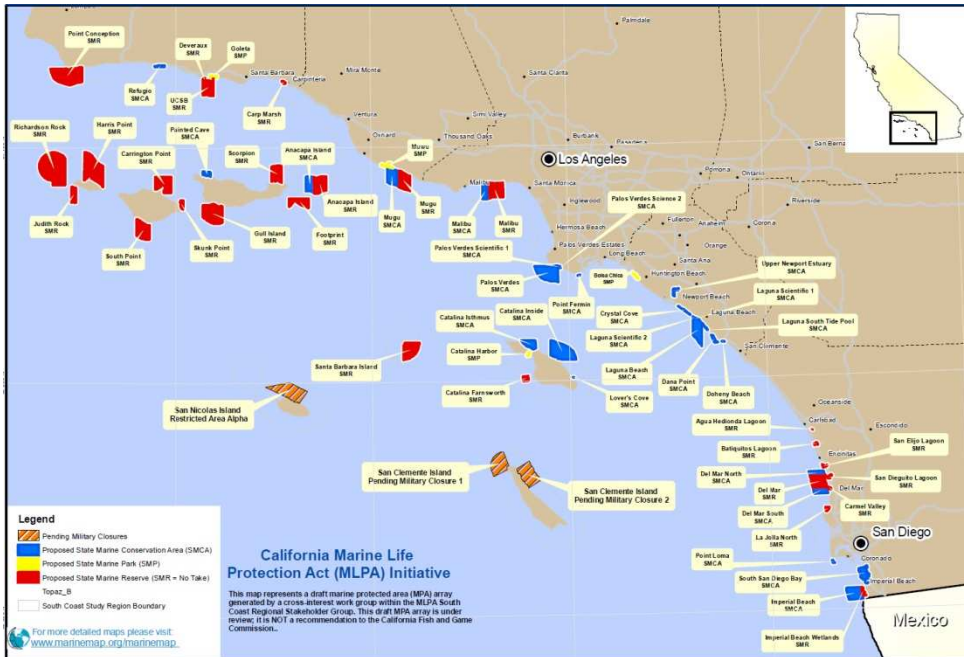 Point Conception
SMR
Deveraux
SMR
Goleta
SMP
Refugio
SMCA
UCSB
SMR
Santa Barbara
Carpinteria
Carp Marsh
SMR
Mira Monte
Ventura
Oxnard
Thousand Oaks
Simi Valley
Santa Clarita
Palmdale
Burbank
Pasadena
Los Angeles
Pomona
Ontario
San Berna
Riverside
Corona
Richardson Rock
SMR
Harris Point
SMR
Painted Cave
SMCA
Carrington Point
SMR
Scorpion
SMR
Anacapa Island
SMCA
Anacapa Island
SMR
Judith Rock
SMR
South Point
SMR
Skunk Point
SMR
Gull Island
SMR
Footprint
SMR
Muwu
SMP
Mugu
SMCA
Mugu
SMR
Malibu
Malibu
SMCA
Malibu
SMR
Santa Monica
Inglewood
Hermosa Beach
Palos Verdes Estates
Long Beach
Fullerton
Anaheim
Orange
Santa Ana
Huntington Beach
Newport Beach
Laguna Beach
San Clemente
Palos Verdes Science 2
SMCA
Palos Verdes Scientific 1
SMCA
Palos Verdes
SMCA
Bolsa Chica
SMP
Point Fermin
SMCA
Upper Newport Estuary
SMCA
Laguna Scientific 1
SMCA
Crystal Cove
SMCA
Laguna South Tide Pool
SMCA
Laguna Scientific 2
SMCA
Laguna Beach
SMCA
Dana Point
SMCA
Doheny Beach
SMCA
Catalina Isthmus
SMCA
Catalina Inside
SMCA
Catalina Harbor
SMP
Catalina Farnsworth
SMR
Lover's Cove
SMCA
Santa Barbara Island
SMR
San Nicolas Island
Restricted Area Alpha
San Clemente Island
Pending Military Closure 1
San Clemente Island
Pending Military Closure 2
Oceanside
Carlsbad
Escondido
Encinitas
Del Mar
Agua Hedionda Lagoon
SMR
Batiquitos Lagoon
SMR
San Elijo Lagoon
SMR
Del Mar North
SMCA
Del Mar
SMR
San Dieguito Lagoon
SMR
Del Mar South
SMCA
Carmel Valley
SMR
La Jolla North
SMR
San Diego
Coronado
Imperial Beach
Point Loma
SMCA
South San Diego Bay
SMCA
Imperial Beach
SMCA
Imperial Beach Wetlands
SMR
Mexico
Legend
Pending Military Closures
Proposed State Marine Conservation Area (SMCA)
Proposed State Marine Park (SMP)
Proposed State Marine Reserve (SMR = No Take)
Topaz_B
South Coast Study Region Boundary
For more detailed maps please visit
www.marinemap.org/marinemap
California Marine Life
Protection Act (MLPA) Initiative
This map represents a draft marine protected area (MPA) array
generated by a cross-interest work group within the MLPA South
Coast Regional Stakeholder Group. This draft MPA array is under
review; it is NOT a recommendation to the California Fish and Game
Commission..